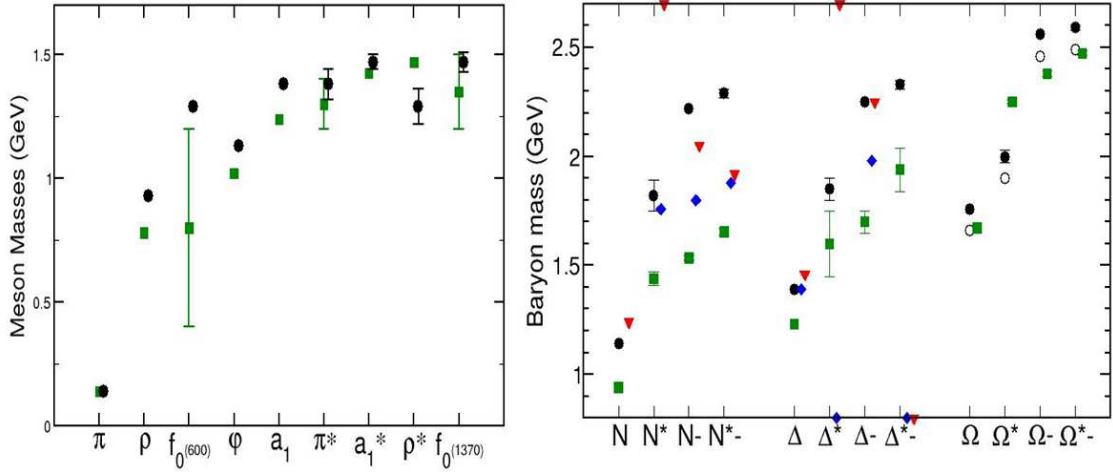 Meson Masses (GeV)
1.5
1
0.5
0
π ρ f0(600) φ a1 π* a1* ρ* f0(1370)
Baryon mass (GeV)
2.5
2
1.5
1
N N* N- N*- Δ Δ* Δ- Δ*- Ω Ω* Ω- Ω*-